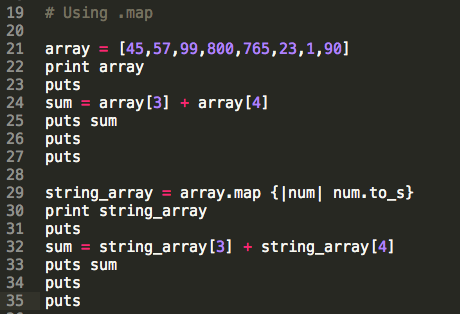 19 # Using .map
20
21 array = [45,57,99,800,765,23,1,90]
22 print array
23 puts
24 sum = array[3] + array[4]
25 puts sum
26 puts
27 puts
28
29 string_array = array.map {|num| num.to_s}
30 print string_array
31 puts
32 sum = string_array[3] + string_array[4]
33 puts sum
34 puts
35 puts